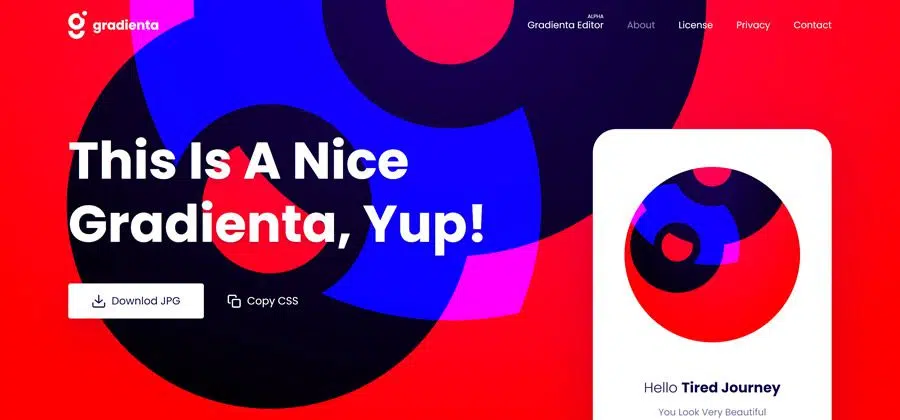 gradienta
ALPHA
Gradienta Editor About License Privacy Contact
This Is A Nice
Gradienta, Yup!
Downlod JPG Copy CSS
Hello Tired Journey
You Look Very Beautiful